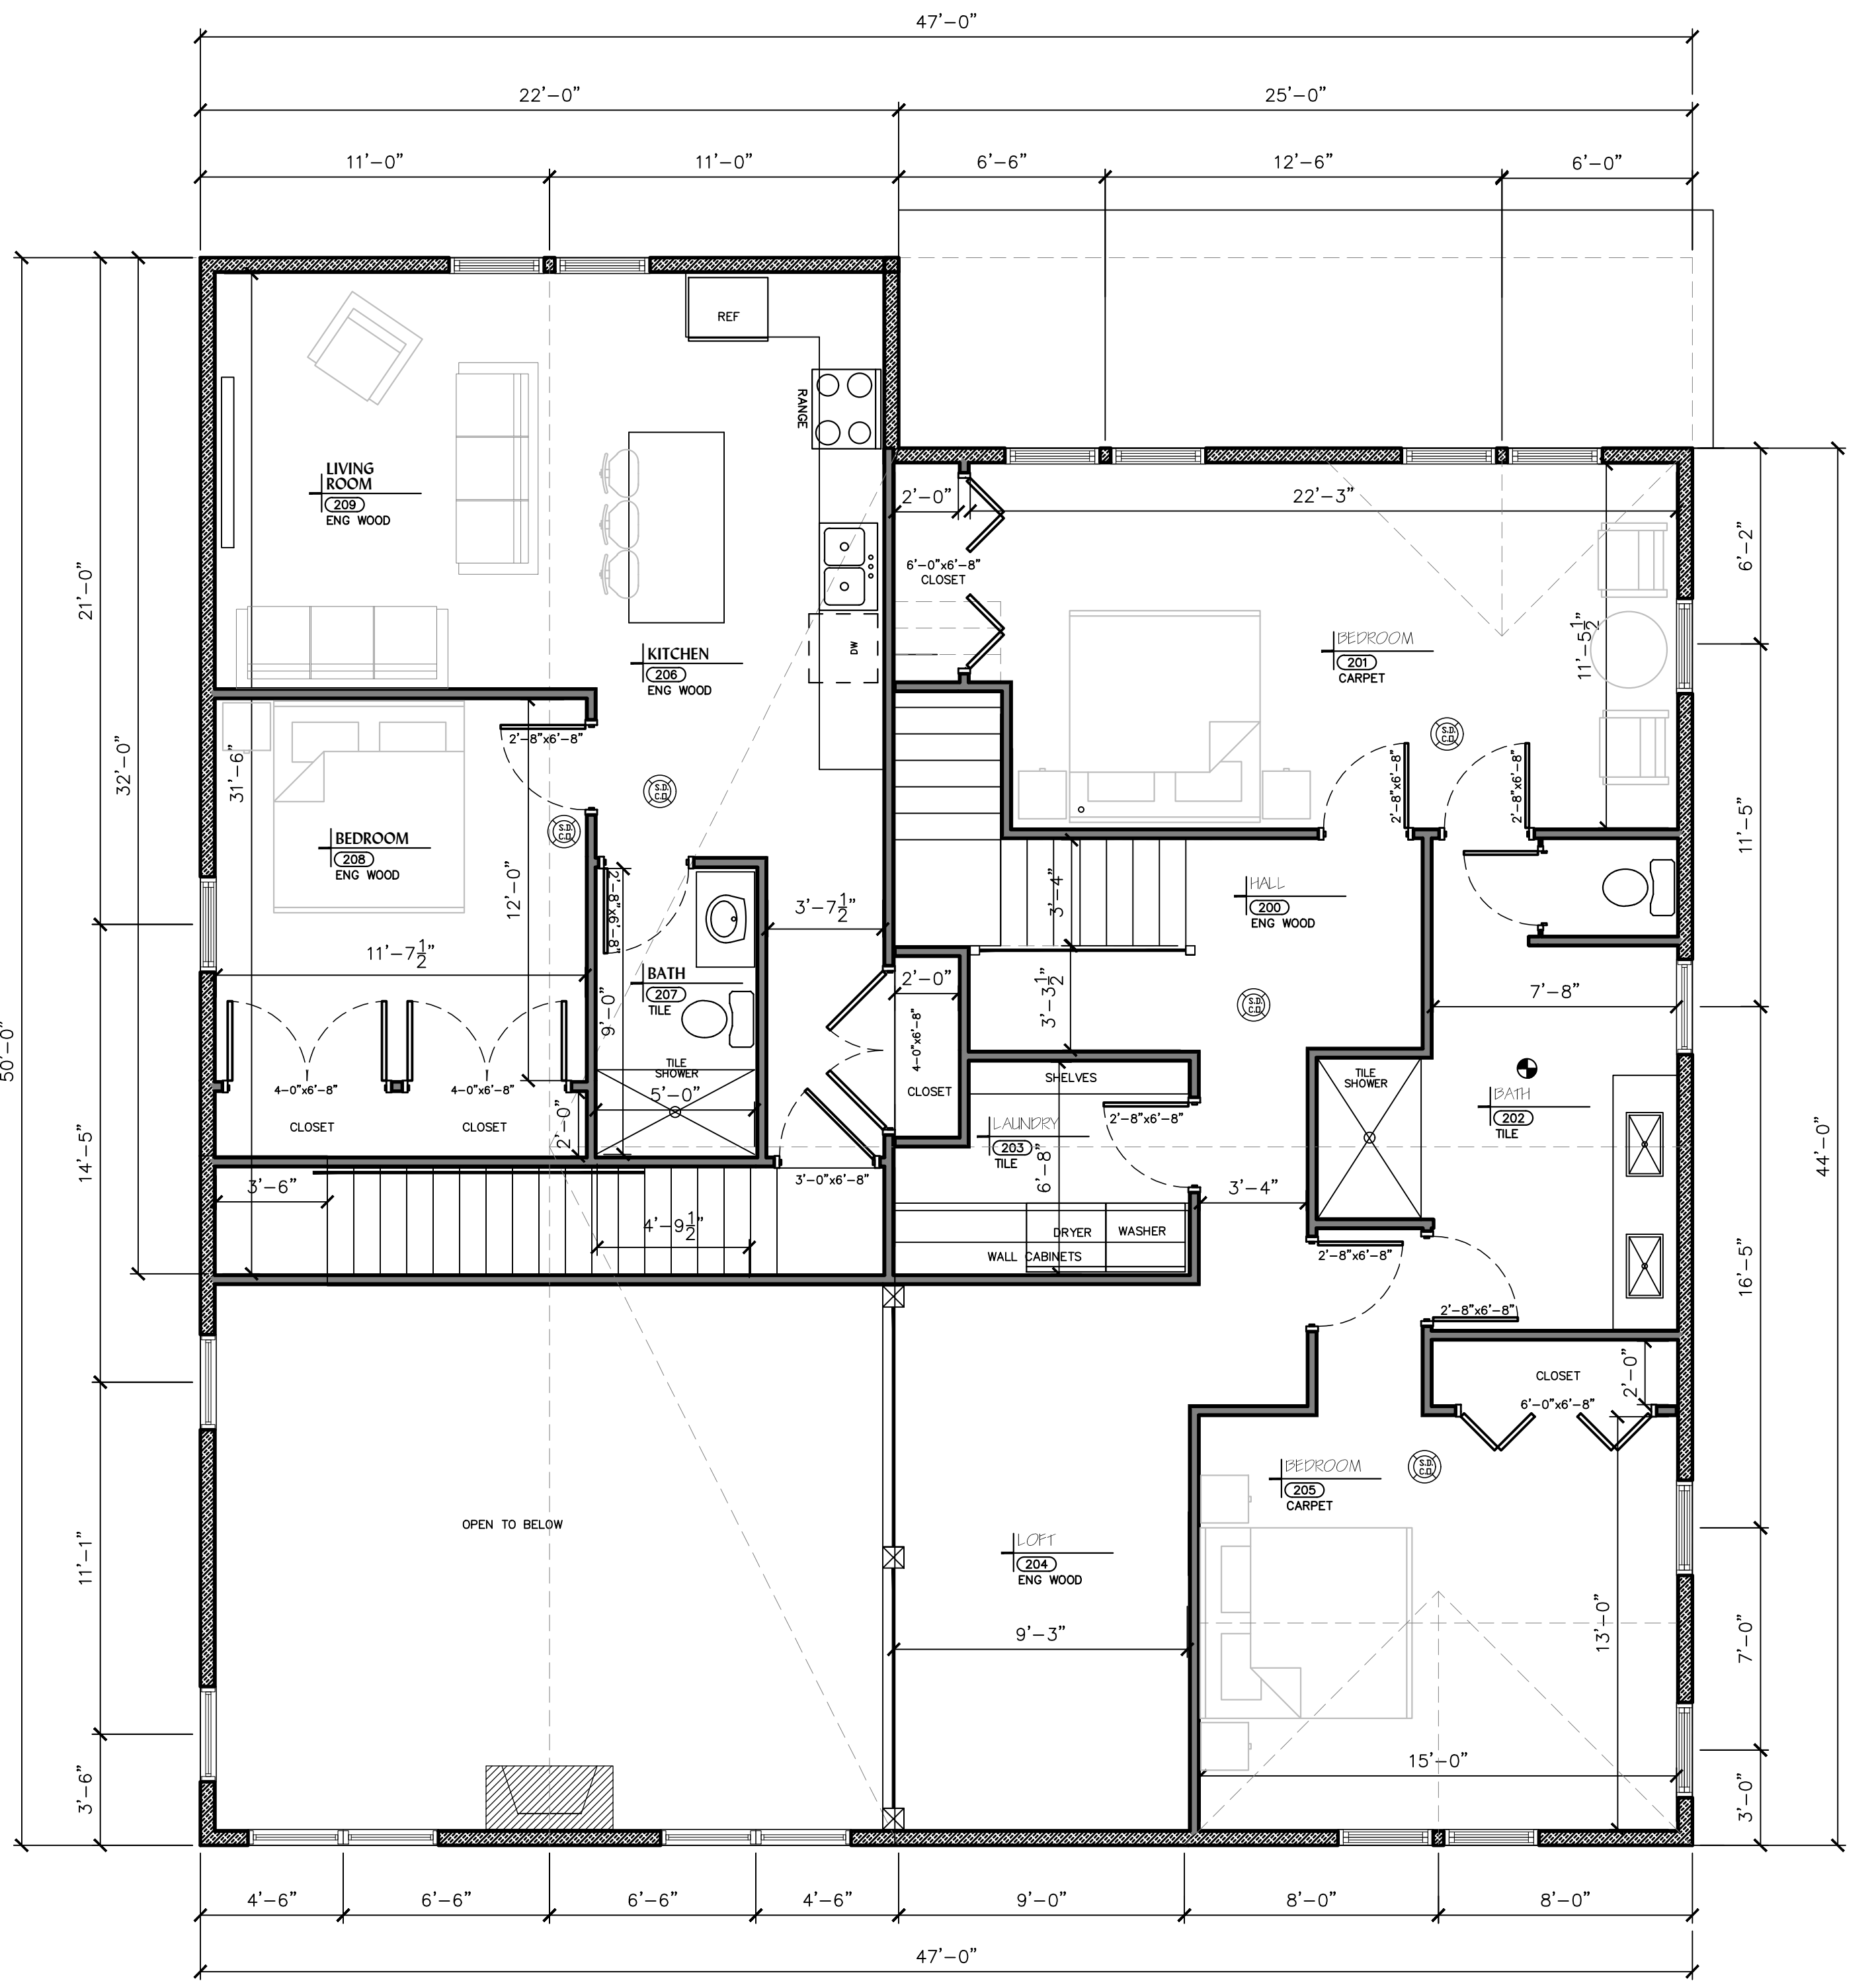 47'-0"
22'-0"
25'-0"
11'-0"
11'-0"
6'-6"
12'-6"
6'-0"
REF
RANGE
LIVING
ROOM
209
ENG WOOD
2'-0"
22'-3"
6'-2"
6'-0"x6'-8"
CLOSET
21'-0"
11'-5 1/2"
BEDROOM
201
CARPET
KITCHEN
206
ENG WOOD
DW
32'-0"
31'-6"
2'-8"x6'-8"
S.D.
C.O.
S.D.
C.O.
2'-8"x6'-8"
2'-8"x6'-8"
S.D.
C.O.
11'-5"
BEDROOM
208
ENG WOOD
12'-0"
2'-8"x6'-8"
3'-7 1/2"
3'-4"
HALL
200
ENG WOOD
11'-7 1/2"
BATH
207
TILE
9'-0"
2'-0"
3'-3 1/2"
S.D.
C.O.
7'-8"
50'-0"
4-0"x6'-8"
4-0"x6'-8"
CLOSET
CLOSET
2'-0"
TILE
SHOWER
5'-0"
4-0"x6'-8"
CLOSET
SHELVES
2'-8"x6'-8"
LAUNDRY
203
TILE
6'-8"
TILE
SHOWER
BATH
202
TILE
44'-0"
14'-5"
3'-6"
4'-9 1/2"
3'-0"x6'-8"
3'-4"
DRYER
WASHER
WALL CABINETS
2'-8"x6'-8"
2'-8"x6'-8"
16'-5"
CLOSET
6'-0"x6'-8"
2'-0"
OPEN TO BELOW
11'-1"
BEDROOM
205
CARPET
S.D.
C.O.
LOFT
204
ENG WOOD
9'-3"
13'-0"
7'-0"
15'-0"
3'-6"
3'-0"
4'-6"
6'-6"
6'-6"
4'-6"
9'-0"
8'-0"
8'-0"
47'-0"